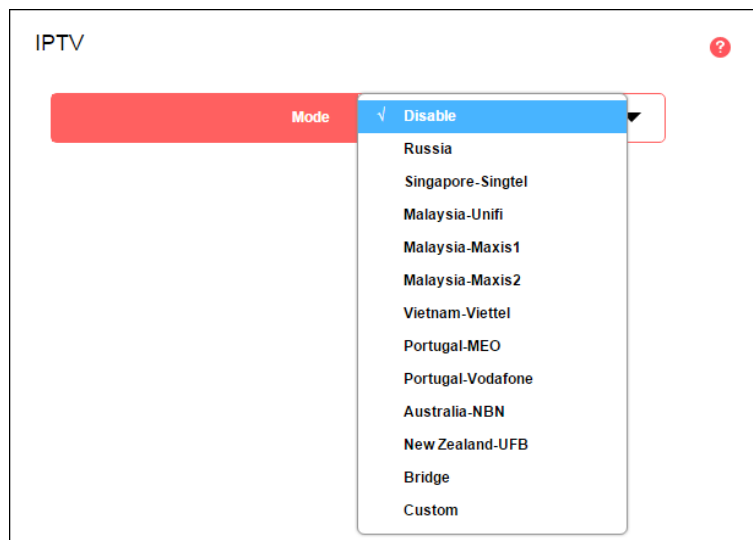 IPTV
?
Mode
√ Disable
Russia
Singapore-Singtel
Malaysia-Unifi
Malaysia-Maxis1
Malaysia-Maxis2
Vietnam-Viettel
Portugal-MEO
Portugal-Vodafone
Australia-NBN
New Zealand-UFB
Bridge
Custom